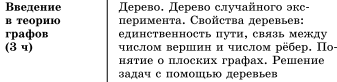 Введение
в теорию
графов
(3 ч)
Дерево. Дерево случайного экс-
перимента. Свойства деревьев:
единственность пути, связь между
числом вершин и числом рёбер. По-
нятие о плоских графах. Решение
задач с помощью деревьев